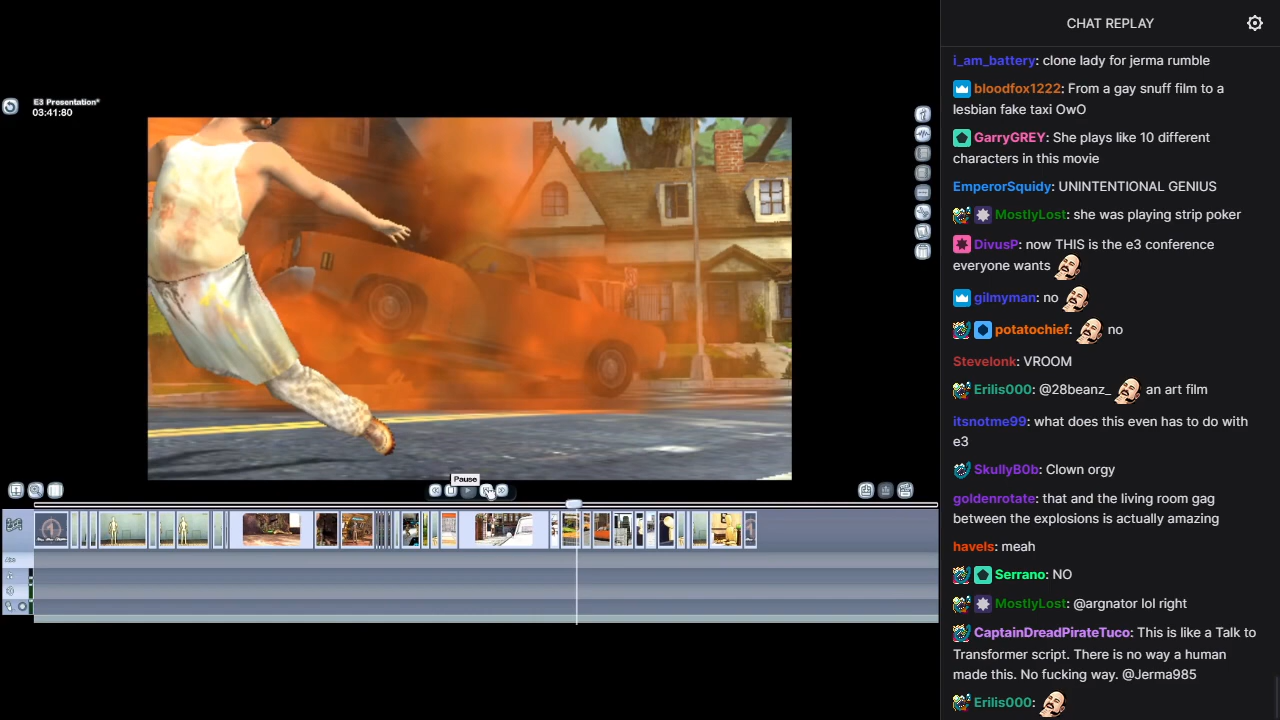 E3 Presentation*
03:41:80
Pause
CHAT REPLAY
i_am_battery: clone lady for jerma rumble
bloodfox1222: From a gay snuff film to a
lesbian fake taxi OwO
GarryGREY: She plays like 10 different
characters in this movie
EmperorSquidy: UNINTENTIONAL GENIUS
MostlyLost: she was playing strip poker
DivusP: now THIS is the e3 conference
everyone wants
gilmyman: no
potatochief: no
Stevelonk: VROOM
Erilis000: @28beanz_ an art film
itsnotme99: what does this even has to do with
e3
SkullyB0b: Clown orgy
goldenrotate: that and the living room gag
between the explosions is actually amazing
havels: meah
Serrano: NO
MostlyLost: @argnator lol right
CaptainDreadPirateTuco: This is like a Talk to
Transformer script. There is no way a human
made this. No fucking way. @Jerma985
Erilis000: